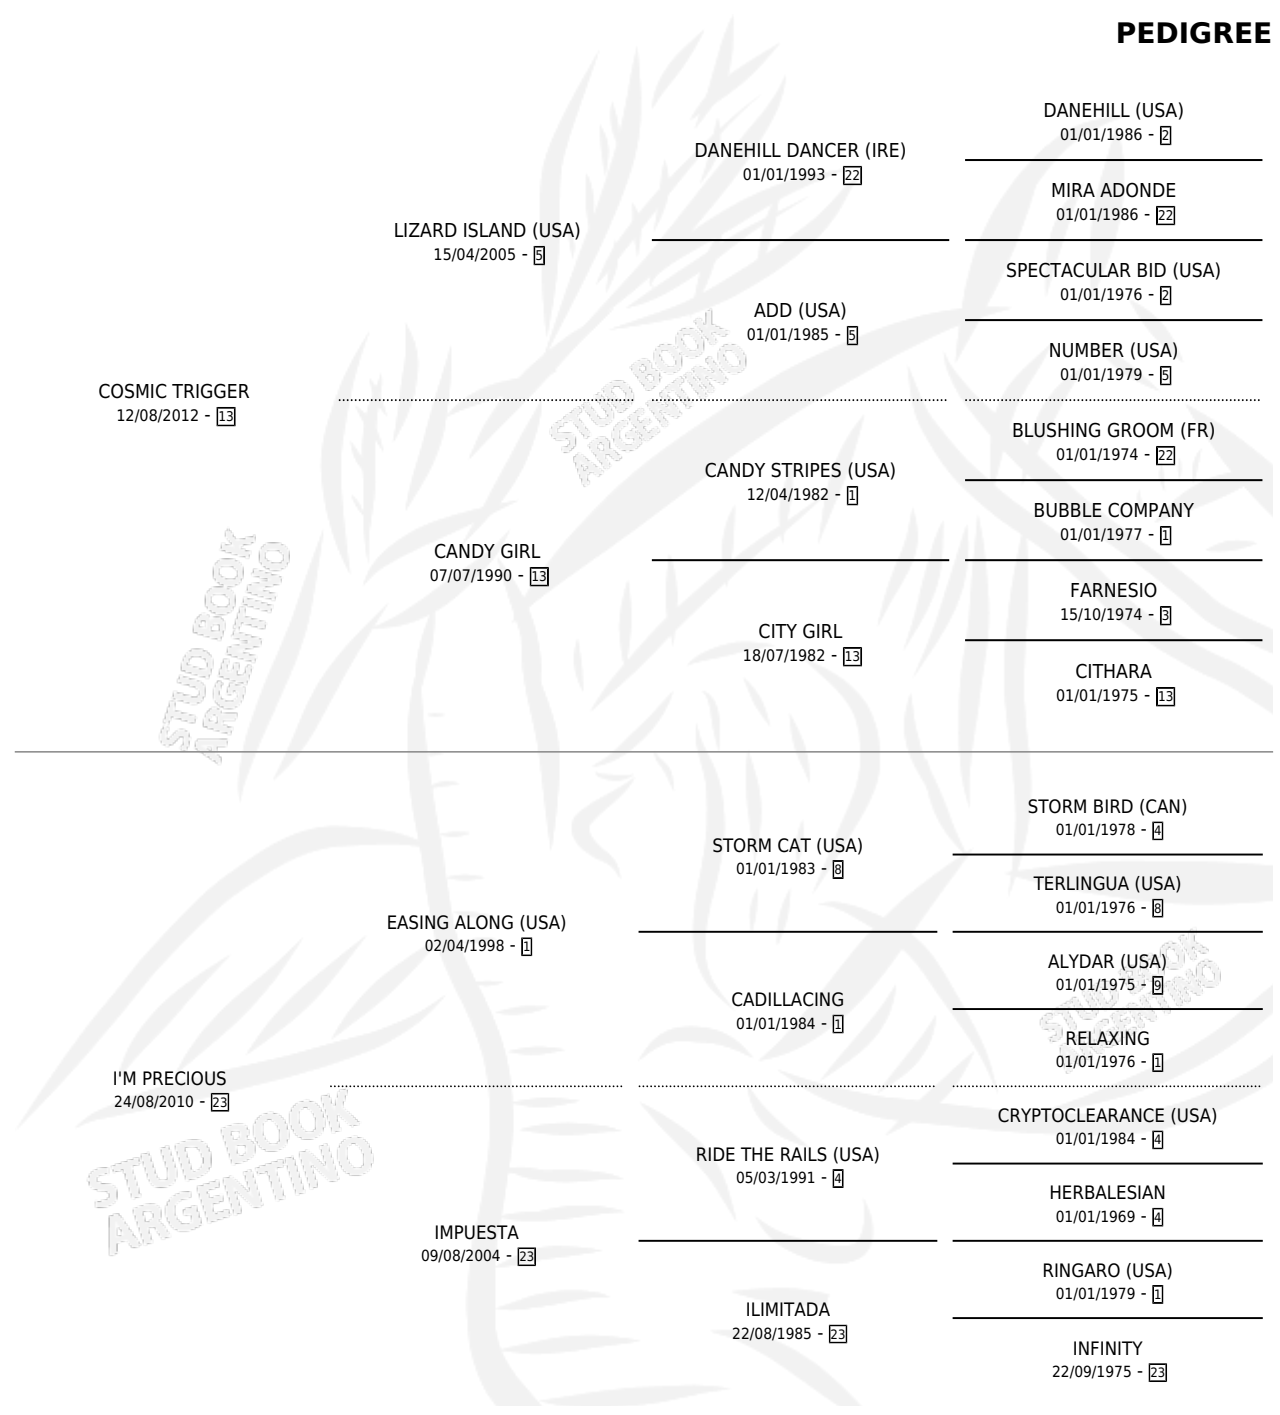 PEDIGREE
DANEHILL (USA)
01/01/1986 - 2
DANEHILL DANCER (IRE)
01/01/1993 - 22
MIRA ADONDE
01/01/1986 - 22
LIZARD ISLAND (USA)
15/04/2005 - 5
SPECTACULAR BID (USA)
01/01/1976 - 2
ADD (USA)
01/01/1985 - 5
NUMBER (USA)
01/01/1979 - 5
COSMIC TRIGGER
12/08/2012 - 13
BLUSHING GROOM (FR)
01/01/1974 - 22
CANDY STRIPES (USA)
12/04/1982 - 1
BUBBLE COMPANY
01/01/1977 - 1
CANDY GIRL
07/07/1990 - 13
FARNESIO
15/10/1974 - 3
CITY GIRL
18/07/1982 - 13
CITHARA
01/01/1975 - 13
STORM BIRD (CAN)
01/01/1978 - 4
STORM CAT (USA)
01/01/1983 - 8
TERLINGUA (USA)
01/01/1976 - 8
EASING ALONG (USA)
02/04/1998 - 1
ALYDAR (USA)
01/01/1975 - 9
CADILLACING
01/01/1984 - 1
RELAXING
01/01/1976 - 1
I'M PRECIOUS
24/08/2010 - 23
CRYPTOCLEARANCE (USA)
01/01/1984 - 4
RIDE THE RAILS (USA)
05/03/1991 - 4
HERBALESIAN
01/01/1969 - 4
IMPUESTA
09/08/2004 - 23
RINGARO (USA)
01/01/1979 - 1
ILIMITADA
22/08/1985 - 23
INFINITY
22/09/1975 - 23
STUD BOOK
ARGENTINO
STUD BOOK
ARGENTINO
STUD BOOK
ARGENTINO
STUD BOOK
ARGENTINO